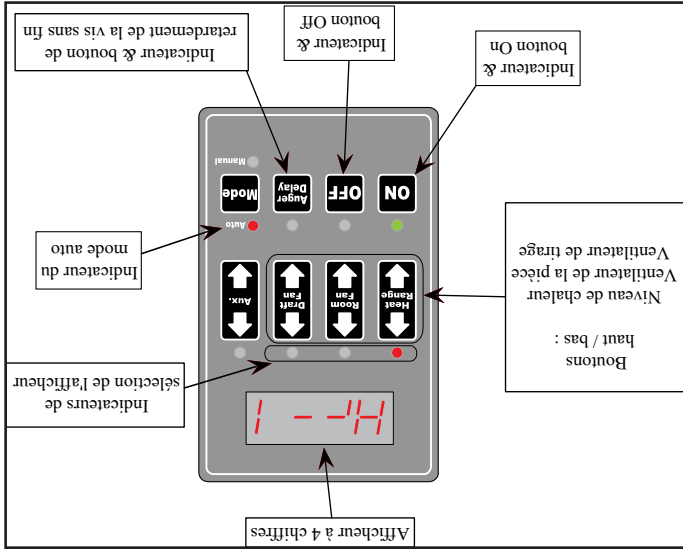 Afficheur à 4 chiffres
H - - 1
Indicateurs de
sélection de l'afficheur
Boutons
haut / bas :
Niveau de chaleur
Ventilateur de la pièce
Ventilateur de tirage
Heat
Range
Room
Fan
Draft
Fan
Aux.
Indicateur du
mode auto
Auto
ON
OFF
Auger
Delay
Mode
Manual
Indicateur &
bouton On
Indicateur &
bouton Off
Indicateur & bouton de
retardement de la vis sans fin